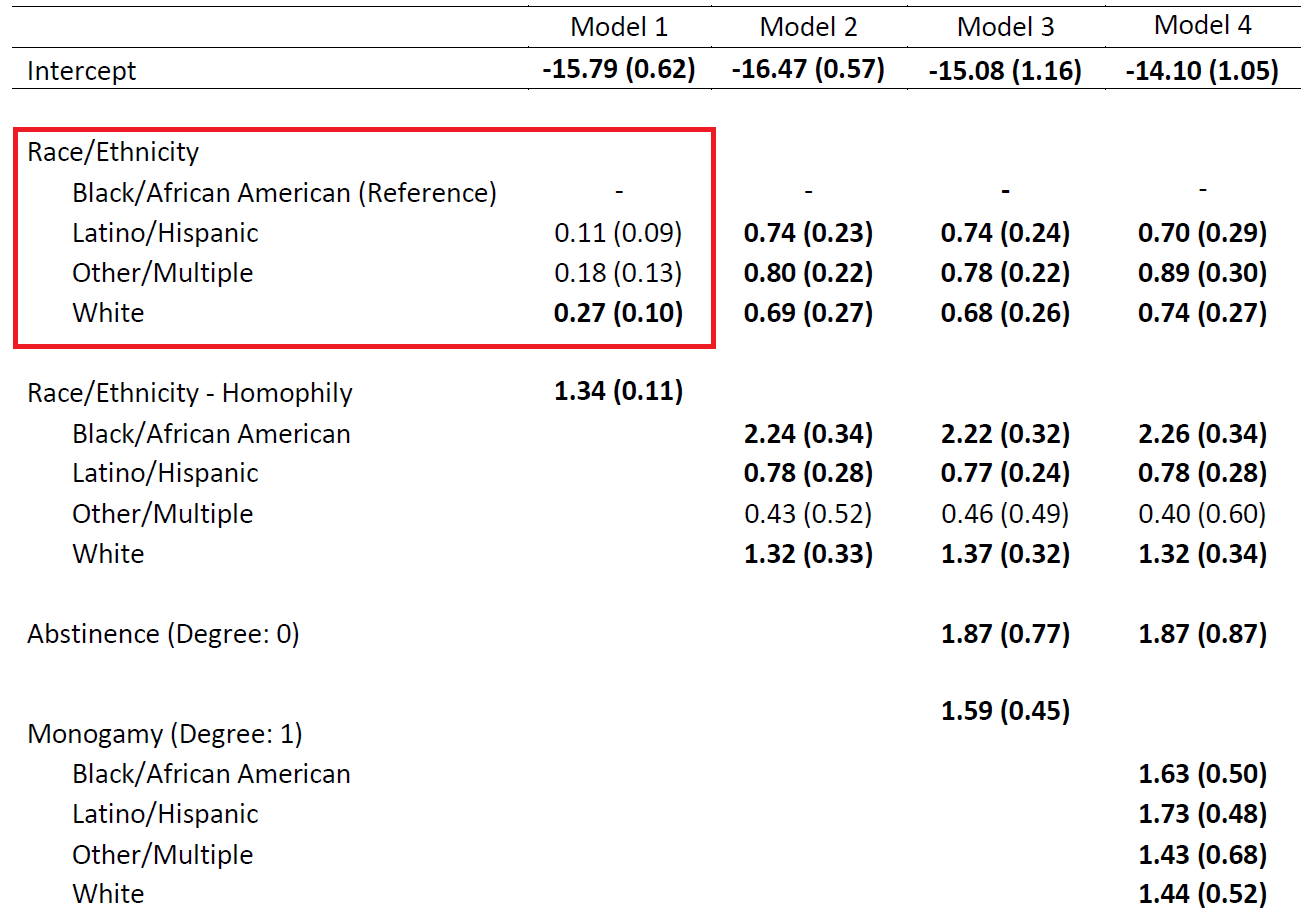 Model 1 Model 2 Model 3 Model 4
Intercept -15.79 (0.62) -16.47 (0.57) -15.08 (1.16) -14.10 (1.05)
Race/Ethnicity
Black/African American (Reference) - - - -
Latino/Hispanic 0.11 (0.09) 0.74 (0.23) 0.74 (0.24) 0.70 (0.29)
Other/Multiple 0.18 (0.13) 0.80 (0.22) 0.78 (0.22) 0.89 (0.30)
White 0.27 (0.10) 0.69 (0.27) 0.68 (0.26) 0.74 (0.27)
Race/Ethnicity - Homophily 1.34 (0.11)
Black/African American 2.24 (0.34) 2.22 (0.32) 2.26 (0.34)
Latino/Hispanic 0.78 (0.28) 0.77 (0.24) 0.78 (0.28)
Other/Multiple 0.43 (0.52) 0.46 (0.49) 0.40 (0.60)
White 1.32 (0.33) 1.37 (0.32) 1.32 (0.34)
Abstinence (Degree: 0) 1.87 (0.77) 1.87 (0.87)
1.59 (0.45)
Monogamy (Degree: 1)
Black/African American 1.63 (0.50)
Latino/Hispanic 1.73 (0.48)
Other/Multiple 1.43 (0.68)
White 1.44 (0.52)